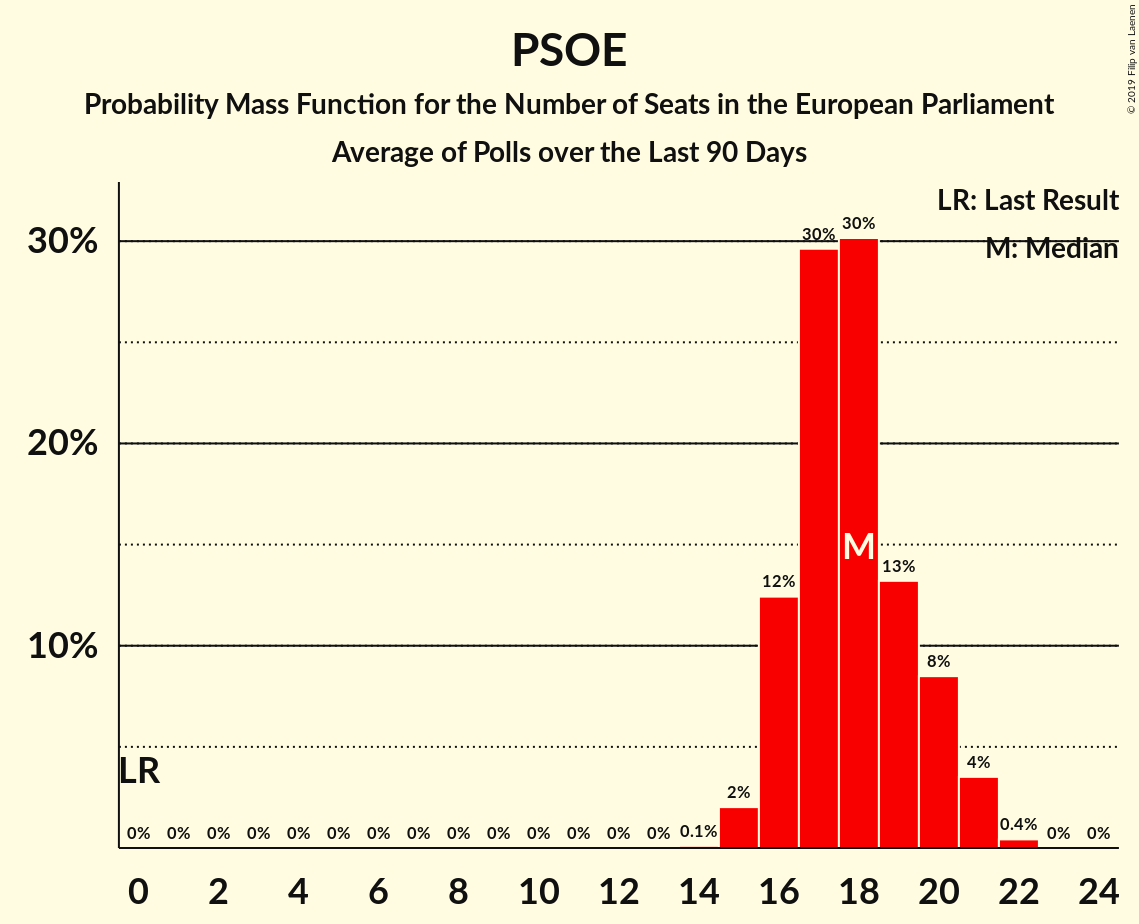 PSOE
Probability Mass Function for the Number of Seats in the European Parliament
Average of Polls over the Last 90 Days
© 2019 Filip van Laenen
LR: Last Result
M: Median
30%
20%
10%
30% 30%
M
13%
12%
8%
4%
2%
LR
0% 0% 0% 0% 0% 0% 0% 0% 0% 0% 0% 0% 0% 0% 0.1% 0.4% 0% 0%
0 2 4 6 8 10 12 14 16 18 20 22 24